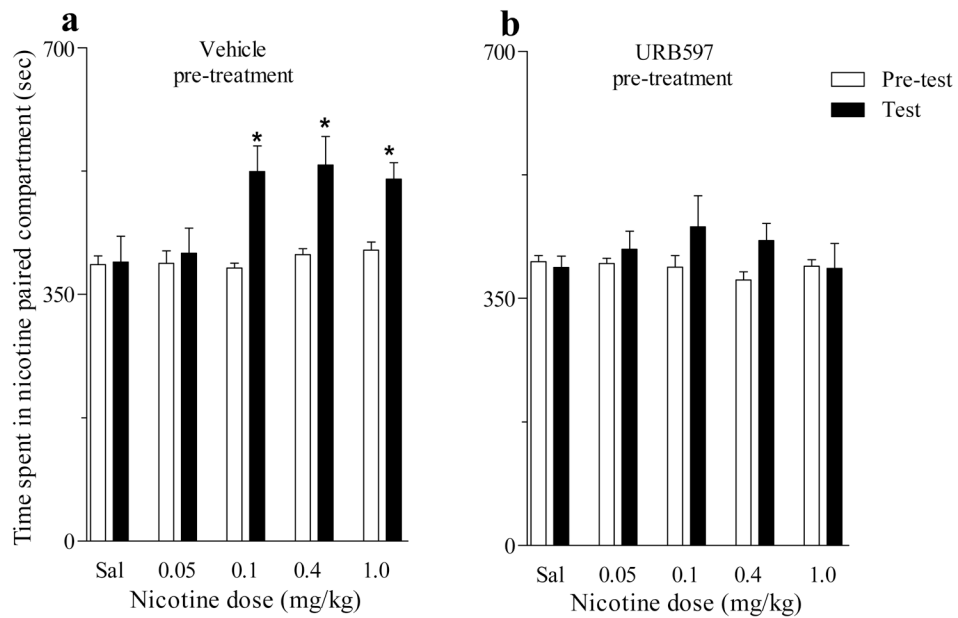 a
Vehicle
pre-treatment
Time spent in nicotine paired compartment (sec)
700
350
0
*
*
*
Sal 0.05 0.1 0.4 1.0
Nicotine dose (mg/kg)
b
URB597
pre-treatment
700
350
0
Sal 0.05 0.1 0.4 1.0
Nicotine dose (mg/kg)
Pre-test
Test